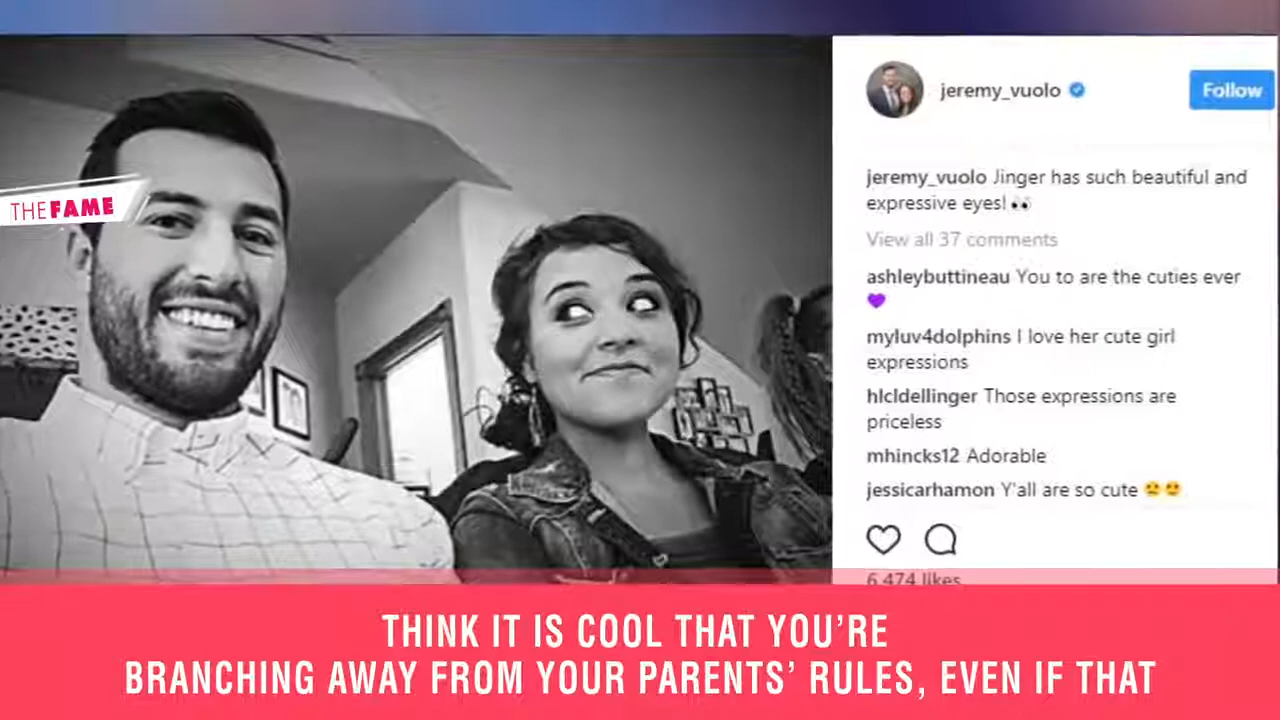 THE FAME
jeremy_vuolo
Follow
jeremy_vuolo Jinger has such beautiful and
expressive eyes!
View all 37 comments
ashleybuttineau You to are the cuties ever
myluv4dolphins I love her cute girl
expressions
hlcldellinger Those expressions are
priceless
mhincks12 Adorable
jessicarhamon Y'all are so cute
6,474 likes
THINK IT IS COOL THAT YOU'RE
BRANCHING AWAY FROM YOUR PARENTS' RULES, EVEN IF THAT